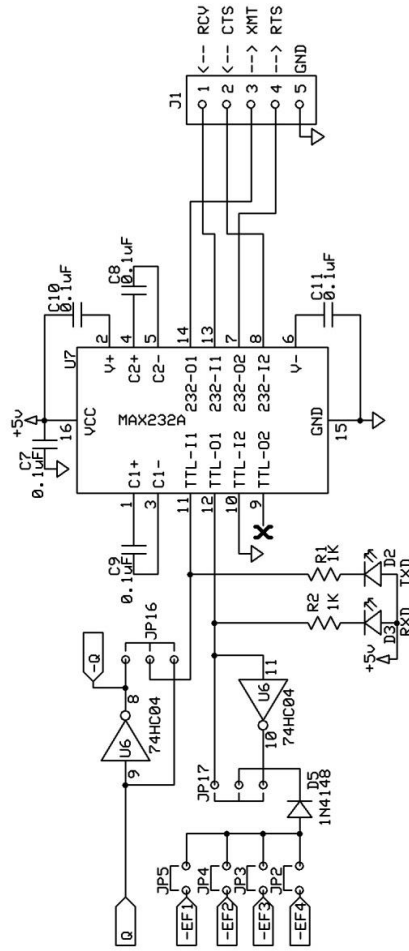 J1
1 <--- RCV
2 <--- CTS
3 ---> XMT
4 ---> RTS
5 GND
C10
0.1uF
C8
0.1uF
C11
0.1uF
+5v
C7
0.1uF
U7
MAX232A
16 VCC
2 V+
4 C2+
5 C2-
14 232-O1
13 232-I1
7 232-O2
8 232-I2
6 V-
GND 15
1 C1+
3 C1-
11 TTL-I1
12 TTL-O1
10 TTL-I2
9 TTL-O2
C9
0.1uF
R1
1K
R2
1K
D2
TXD
D3
RXD
+5v
-Q
JP16
8
U6
9
74HC04
JP17
11
U6
10
74HC04
D5
1N4148
Q
JP5
JP4
JP3
JP2
-EF1
-EF2
-EF3
-EF4